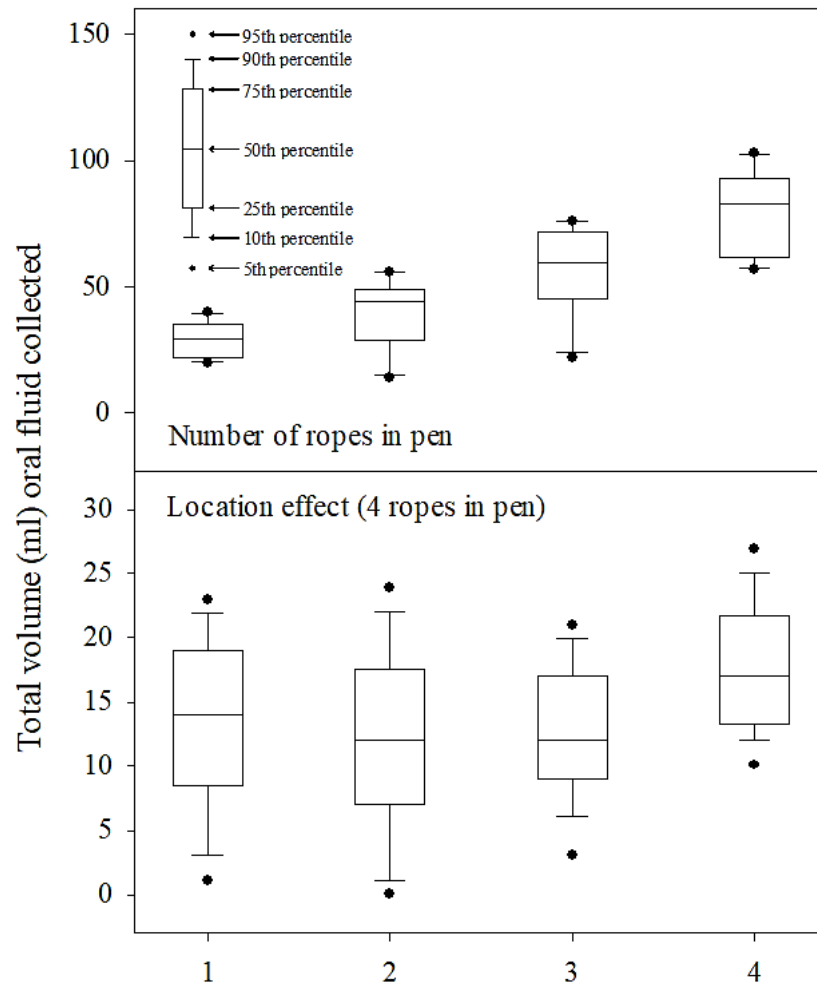 Total volume (ml) oral fluid collected
150
100
50
0
95th percentile
90th percentile
75th percentile
50th percentile
25th percentile
10th percentile
5th percentile
Number of ropes in pen
Location effect (4 ropes in pen)
30
25
20
15
10
5
0
1 2 3 4